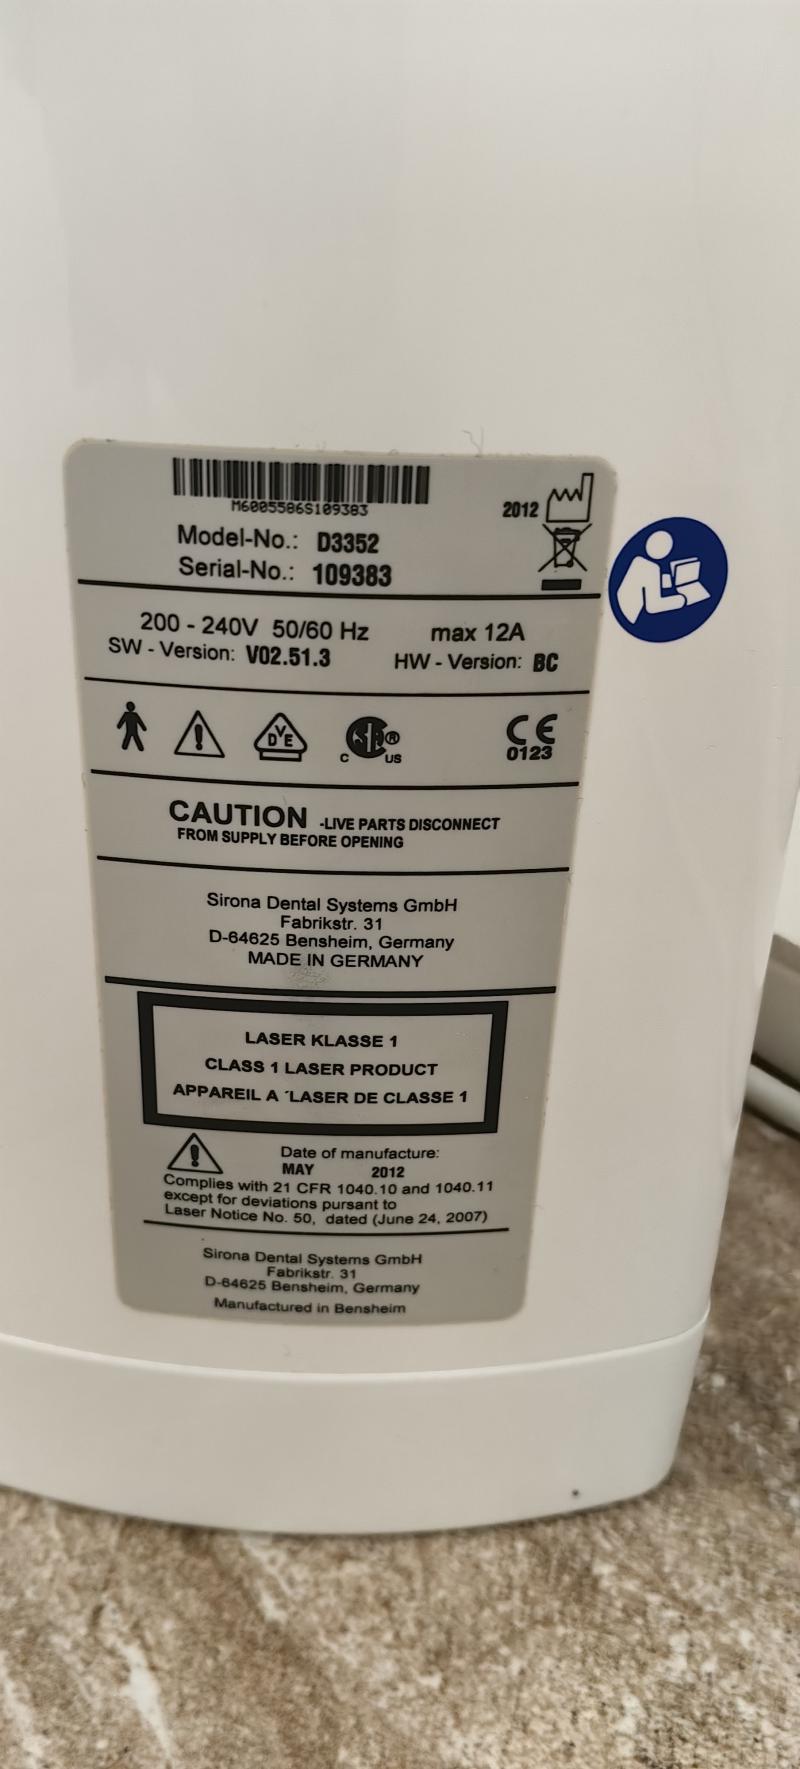 M6005586S109383
2012
Model-No.: D3352
Serial-No.: 109383
200 - 240V 50/60 Hz max 12A
SW - Version: V02.51.3 HW - Version: BC
DVE
C SA ® US
CE
0123
CAUTION -LIVE PARTS DISCONNECT
FROM SUPPLY BEFORE OPENING
Sirona Dental Systems GmbH
Fabrikstr. 31
D-64625 Bensheim, Germany
MADE IN GERMANY
LASER KLASSE 1
CLASS 1 LASER PRODUCT
APPAREIL A ´LASER DE CLASSE 1
Date of manufacture:
MAY 2012
Complies with 21 CFR 1040.10 and 1040.11
except for deviations pursuant to
Laser Notice No. 50, dated (June 24, 2007)
Sirona Dental Systems GmbH
Fabrikstr. 31
D-64625 Bensheim, Germany
Manufactured in Bensheim